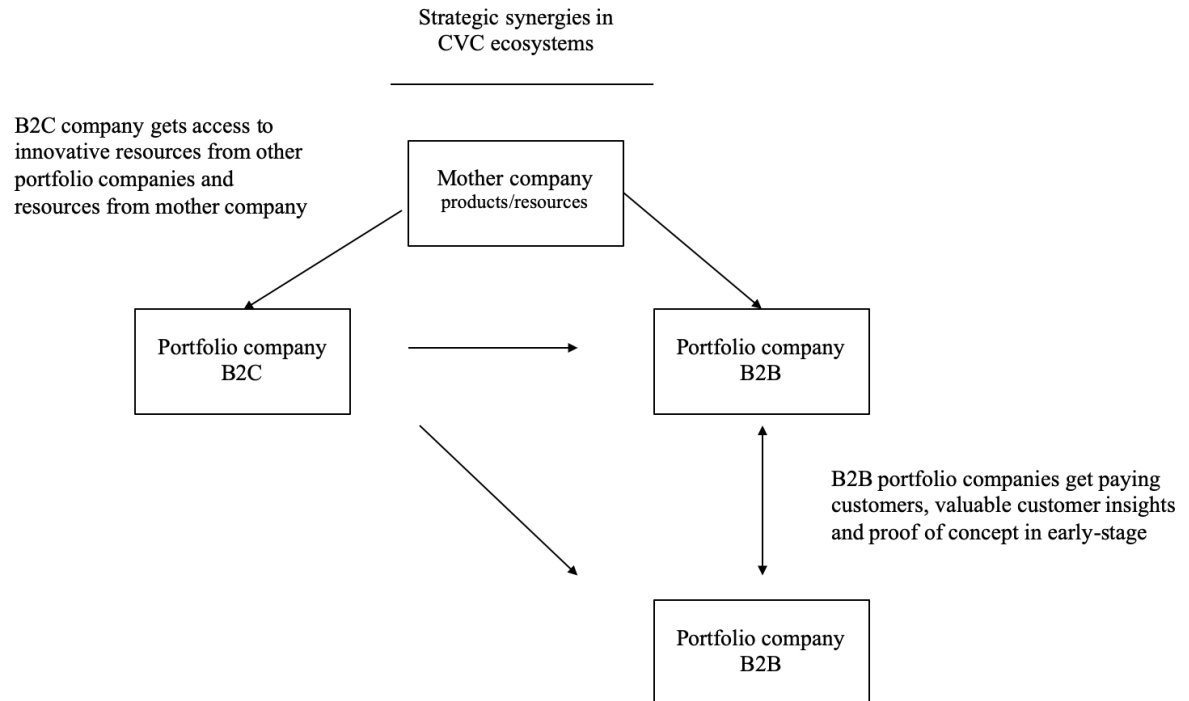 Strategic synergies in
CVC ecosystems
B2C company gets access to
innovative resources from other
portfolio companies and
resources from mother company
Mother company
products/resources
Portfolio company
B2C
Portfolio company
B2B
B2B portfolio companies get paying
customers, valuable customer insights
and proof of concept in early-stage
Portfolio company
B2B